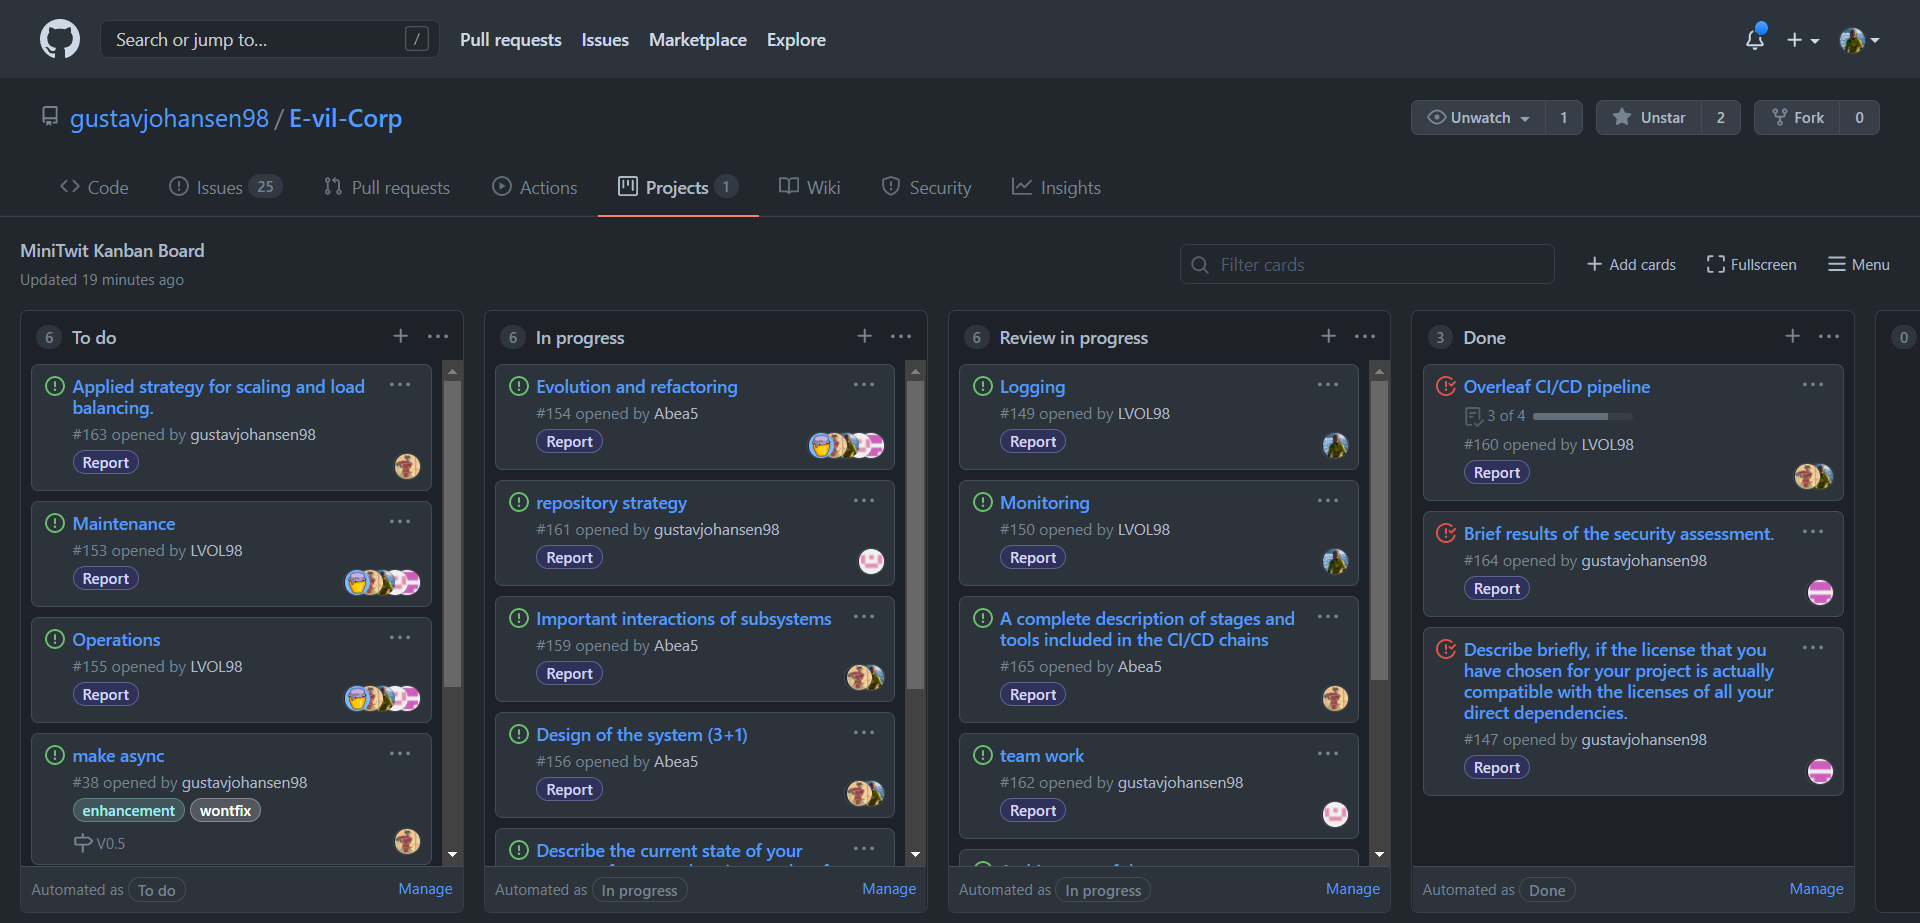 Search or jump to...
/
Pull requests
Issues
Marketplace
Explore
gustavjohansen98 / E-vil-Corp
Unwatch 1
Unstar 2
Fork 0
Code
Issues 25
Pull requests
Actions
Projects 1
Wiki
Security
Insights
MiniTwit Kanban Board
Updated 19 minutes ago
Filter cards
Add cards
Fullscreen
Menu
6 To do
Applied strategy for scaling and load
balancing.
#163 opened by gustavjohansen98
Report
Maintenance
#153 opened by LVOL98
Report
Operations
#155 opened by LVOL98
Report
make async
#38 opened by gustavjohansen98
enhancement wontfix
V0.5
Automated as To do Manage
6 In progress
Evolution and refactoring
#154 opened by Abea5
Report
repository strategy
#161 opened by gustavjohansen98
Report
Important interactions of subsystems
#159 opened by Abea5
Report
Design of the system (3+1)
#156 opened by Abea5
Report
Describe the current state of your
Automated as In progress Manage
6 Review in progress
Logging
#149 opened by LVOL98
Report
Monitoring
#150 opened by LVOL98
Report
A complete description of stages and
tools included in the CI/CD chains
#165 opened by Abea5
Report
team work
#162 opened by gustavjohansen98
Report
Automated as In progress Manage
3 Done
Overleaf CI/CD pipeline
3 of 4
#160 opened by LVOL98
Report
Brief results of the security assessment.
#164 opened by gustavjohansen98
Report
Describe briefly, if the license that you
have chosen for your project is actually
compatible with the licenses of all your
direct dependencies.
#147 opened by gustavjohansen98
Report
Automated as Done Manage
0